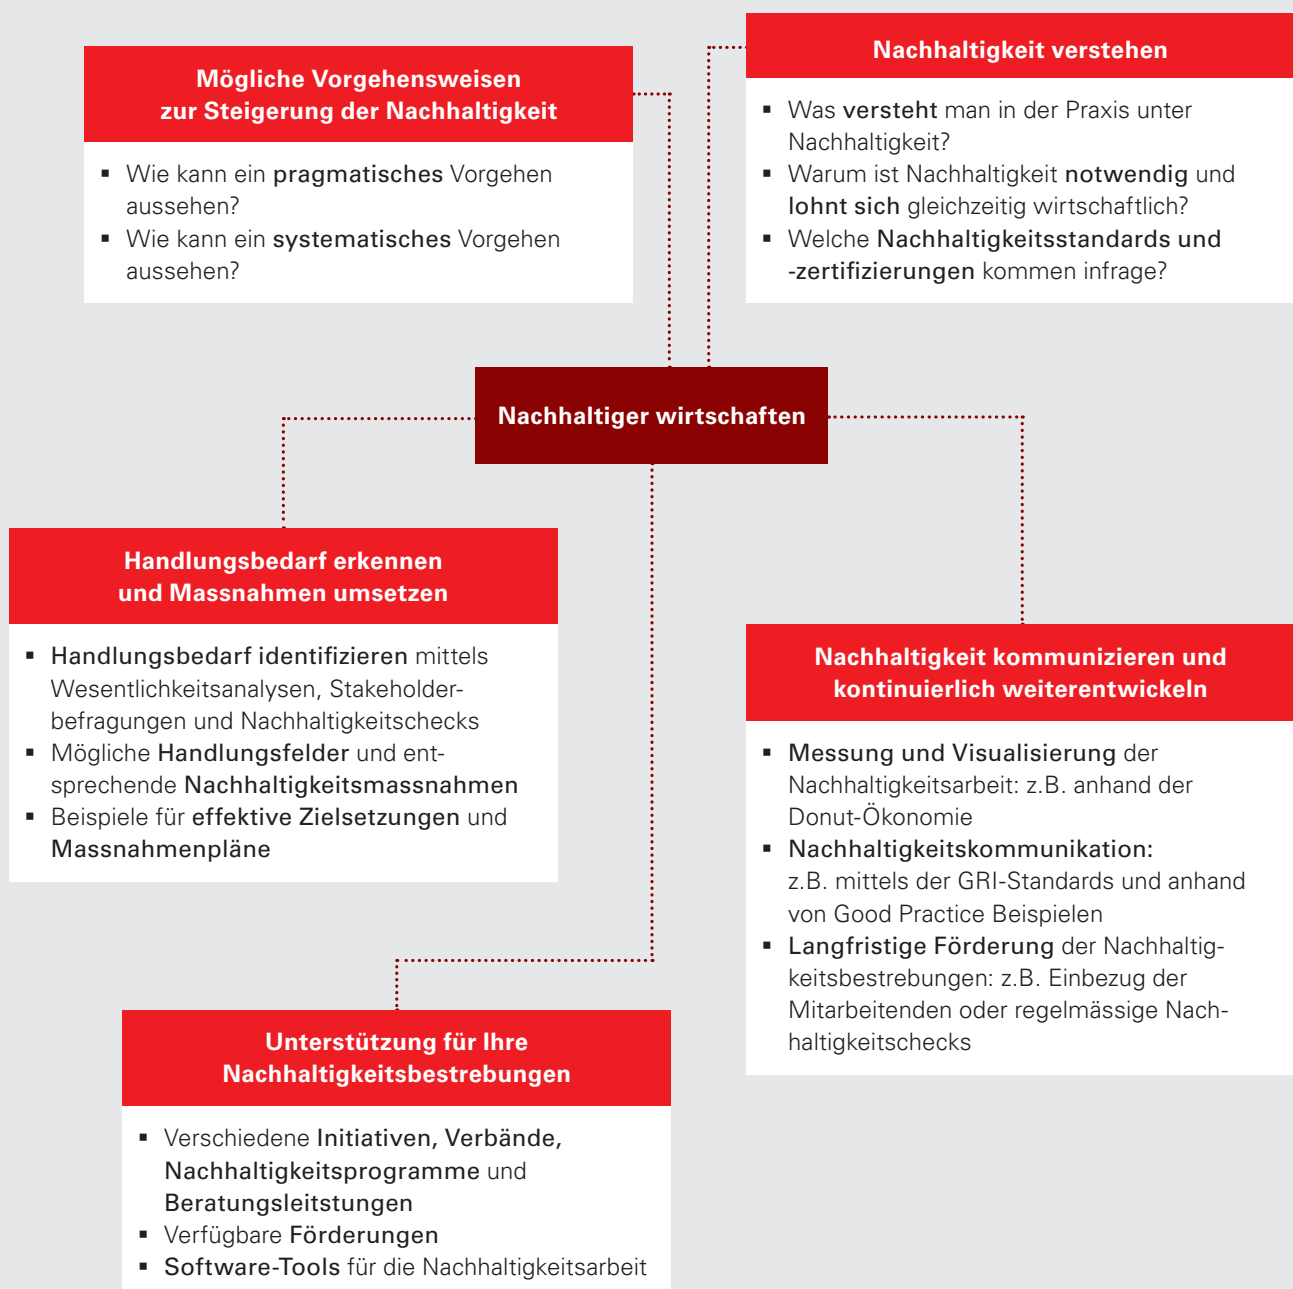 Mögliche Vorgehensweisen
zur Steigerung der Nachhaltigkeit
▪ Wie kann ein pragmatisches Vorgehen
aussehen?
▪ Wie kann ein systematisches Vorgehen
aussehen?
Nachhaltigkeit verstehen
▪ Was versteht man in der Praxis unter
Nachhaltigkeit?
▪ Warum ist Nachhaltigkeit notwendig und
lohnt sich gleichzeitig wirtschaftlich?
▪ Welche Nachhaltigkeitsstandards und
-zertifizierungen kommen infrage?
Nachhaltiger wirtschaften
Handlungsbedarf erkennen
und Massnahmen umsetzen
▪ Handlungsbedarf identifizieren mittels
Wesentlichkeitsanalysen, Stakeholder-
befragungen und Nachhaltigkeitschecks
▪ Mögliche Handlungsfelder und ent-
sprechende Nachhaltigkeitsmassnahmen
▪ Beispiele für effektive Zielsetzungen und
Massnahmenpläne
Nachhaltigkeit kommunizieren und
kontinuierlich weiterentwickeln
▪ Messung und Visualisierung der
Nachhaltigkeitsarbeit: z.B. anhand der
Donut-Ökonomie
▪ Nachhaltigkeitskommunikation:
z.B. mittels der GRI-Standards und anhand
von Good Practice Beispielen
▪ Langfristige Förderung der Nachhaltig-
keitsbestrebungen: z.B. Einbezug der
Mitarbeitenden oder regelmässige Nach-
haltigkeitschecks
Unterstützung für Ihre
Nachhaltigkeitsbestrebungen
▪ Verschiedene Initiativen, Verbände,
Nachhaltigkeitsprogramme und
Beratungsleitstungen
▪ Verfügbare Förderungen
▪ Software-Tools für die Nachhaltigkeitsarbeit